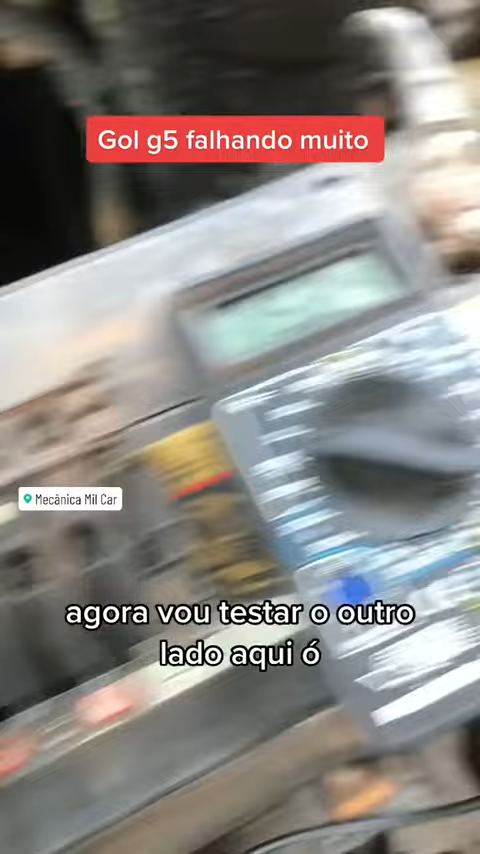 Gol g5 falhando muito
Mecânica Mil Car
agora vou testar o outro
lado aqui ó